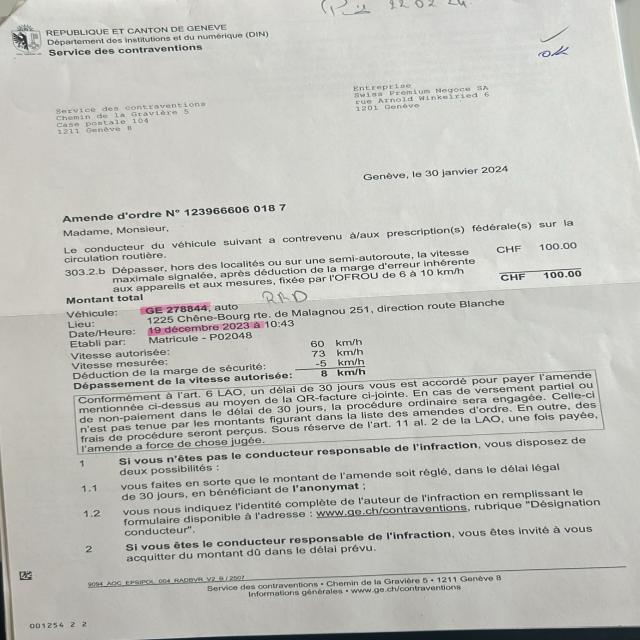 22.02.24
REPUBLIQUE ET CANTON DE GENEVE
Département des institutions et du numérique (DIN)
Service des contraventions
OK
Service des contraventions
Chemin de la Gravière 5
Case postale 104
1211 Genève 8
Entreprise
Swiss Premium Negoce SA
rue Arnold Winkelried 6
1201 Genève
Genève, le 30 janvier 2024
Amende d'ordre N° 123966606 018 7
Madame, Monsieur,
Le conducteur du véhicule suivant a contrevenu à/aux prescription(s) fédérale(s) sur la
circulation routière.
303.2.b Dépasser, hors des localités ou sur une semi-autoroute, la vitesse CHF 100.00
maximale signalée, après déduction de la marge d'erreur inhérente
aux appareils et aux mesures, fixée par l'OFROU de 6 à 10 km/h
Montant total CHF 100.00
Véhicule: GE 278844, auto RAD
Lieu: 1225 Chêne-Bourg rte. de Malagnou 251, direction route Blanche
Date/Heure: 19 décembre 2023 à 10:43
Etabli par: Matricule - P02048
Vitesse autorisée: 60 km/h
Vitesse mesurée: 73 km/h
Déduction de la marge de sécurité: -5 km/h
Dépassement de la vitesse autorisée: 8 km/h
Conformément à l'art. 6 LAO, un délai de 30 jours vous est accordé pour payer l'amende
mentionnée ci-dessus au moyen de la QR-facture ci-jointe. En cas de versement partiel ou
de non-paiement dans le délai de 30 jours, la procédure ordinaire sera engagée. Celle-ci
n'est pas tenue par les montants figurant dans la liste des amendes d'ordre. En outre, des
frais de procédure seront perçus. Sous réserve de l'art. 11 al. 2 de la LAO, une fois payée,
l'amende a force de chose jugée.
1 Si vous n'êtes pas le conducteur responsable de l'infraction, vous disposez de
deux possibilités :
1.1 vous faites en sorte que le montant de l'amende soit réglé, dans le délai légal
de 30 jours, en bénéficiant de l'anonymat ;
1.2 vous nous indiquez l'identité complète de l'auteur de l'infraction en remplissant le
formulaire disponible à l'adresse : www.ge.ch/contraventions, rubrique "Désignation
conducteur".
2 Si vous êtes le conducteur responsable de l'infraction, vous êtes invité à vous
acquitter du montant dû dans le délai prévu.
Service des contraventions • Chemin de la Gravière 5 • 1211 Genève 8
Informations générales • www.ge.ch/contraventions
001254 2 2